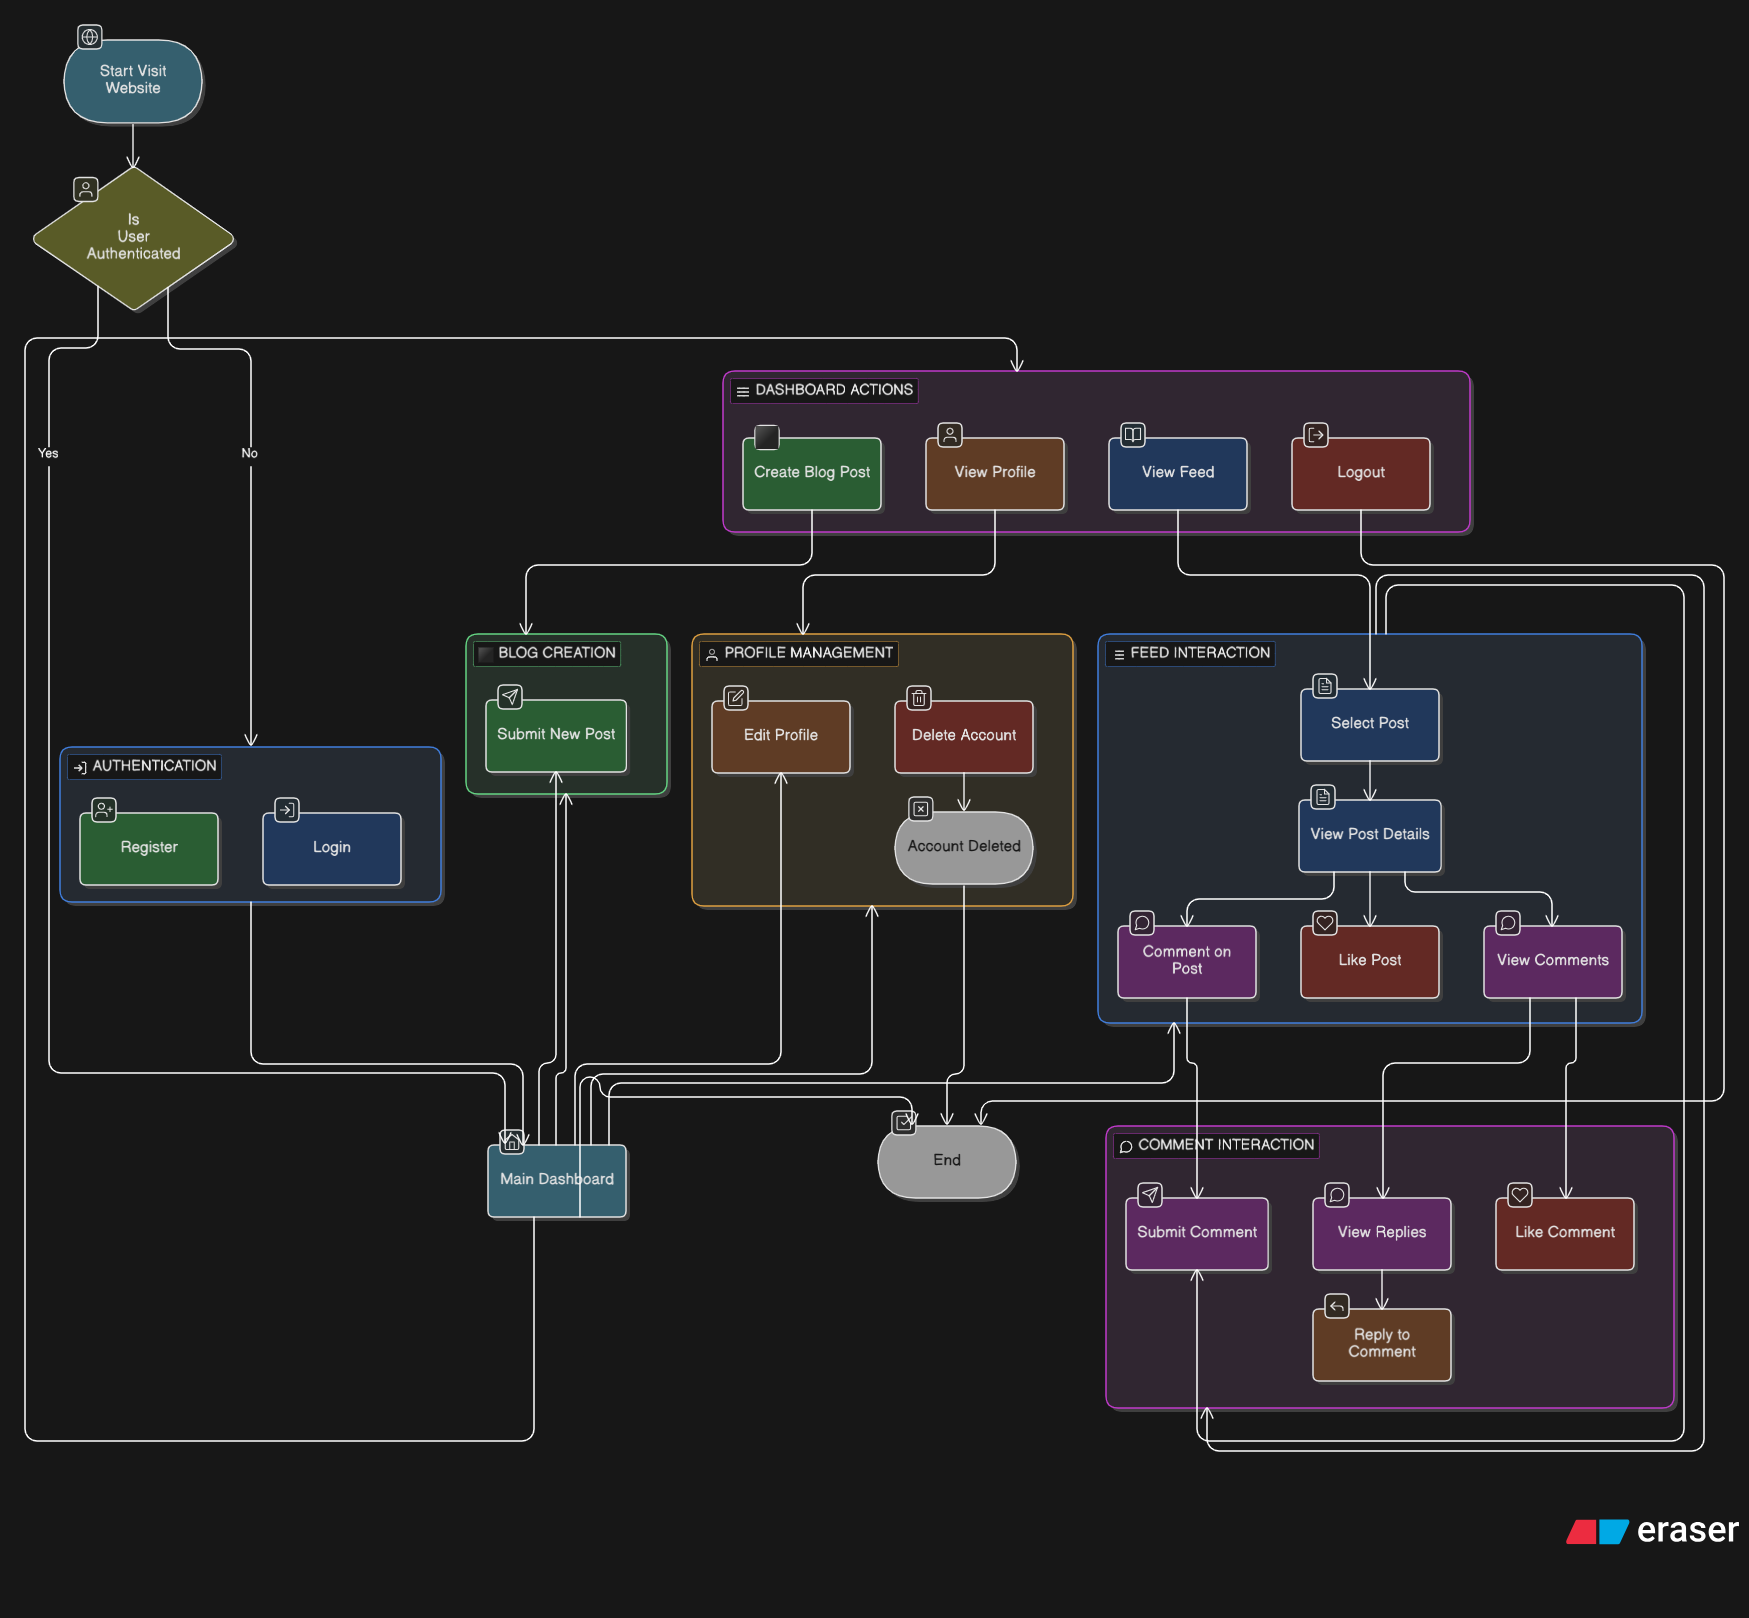 Start Visit
Website
Is
User
Authenticated
Yes
No
DASHBOARD ACTIONS
Create Blog Post
View Profile
View Feed
Logout
BLOG CREATION
Submit New Post
PROFILE MANAGEMENT
Edit Profile
Delete Account
Account Deleted
FEED INTERACTION
Select Post
View Post Details
Comment on
Post
Like Post
View Comments
AUTHENTICATION
Register
Login
Main Dashboard
End
COMMENT INTERACTION
Submit Comment
View Replies
Like Comment
Reply to
Comment
eraser